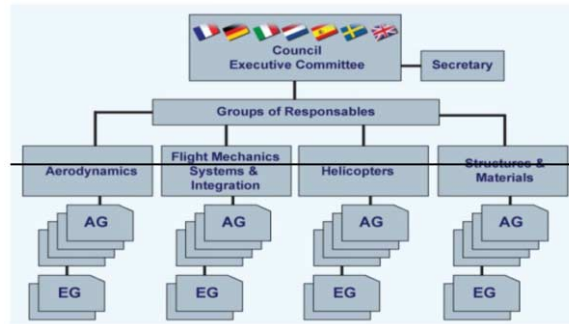 Council
Executive Committee
Secretary
Groups of Responsables
Aerodynamics
Flight Mechanics
Systems &
Integration
Helicopters
Structures &
Materials
AG
AG
AG
AG
EG
EG
EG
EG